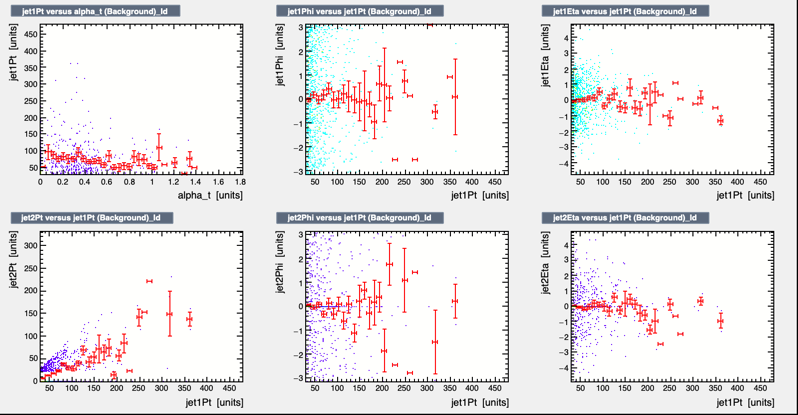 jet1Pt versus alpha_t (Background)_Id
jet1Pt [units]
450
400
350
300
250
200
150
100
50
0 0.2 0.4 0.6 0.8 1 1.2 1.4 1.6 1.8
alpha_t [units]
jet1Phi versus jet1Pt (Background)_Id
jet1Phi [units]
3
2
1
0
−1
−2
−3
50 100 150 200 250 300 350 400 450
jet1Pt [units]
jet1Eta versus jet1Pt (Background)_Id
jet1Eta [units]
4
3
2
1
0
−1
−2
−3
−4
50 100 150 200 250 300 350 400 450
jet1Pt [units]
jet2Pt versus jet1Pt (Background)_Id
jet2Pt [units]
300
250
200
150
100
50
0
50 100 150 200 250 300 350 400 450
jet1Pt [units]
jet2Phi versus jet1Pt (Background)_Id
jet2Phi [units]
3
2
1
0
−1
−2
−3
50 100 150 200 250 300 350 400 450
jet1Pt [units]
jet2Eta versus jet1Pt (Background)_Id
jet2Eta [units]
4
3
2
1
0
−1
−2
−3
−4
50 100 150 200 250 300 350 400 450
jet1Pt [units]